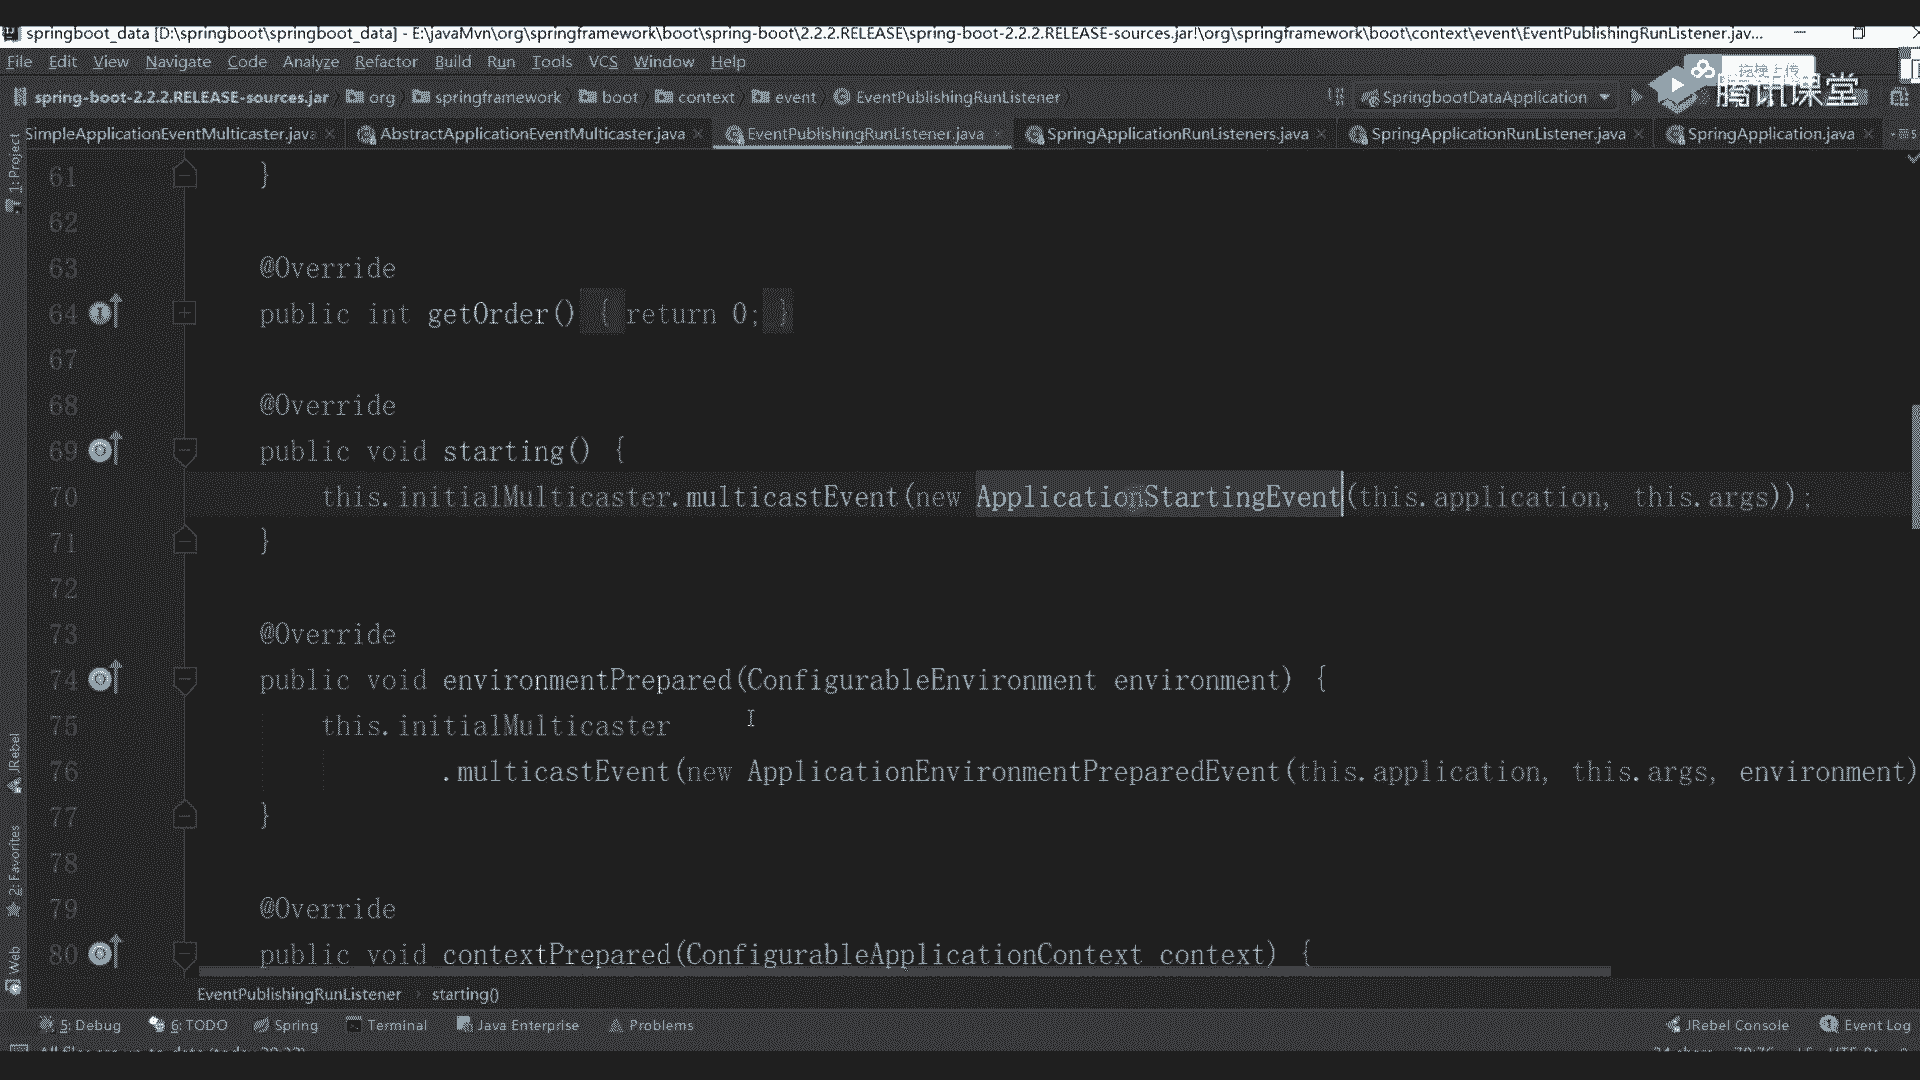 springboot_data [D:\springboot\springboot_data] - E:\javaMvn\org\springframework\boot\spring-boot\2.2.2.RELEASE\spring-boot-2.2.2.RELEASE-sources.jar!\org\springframework\boot\context\event\EventPublishingRunListener.jav...
File Edit View Navigate Code Analyze Refactor Build Run Tools VCS Window Help
spring-boot-2.2.2.RELEASE-sources.jar org springframework boot context event EventPublishingRunListener SpringbootDataApplication 腾讯课堂
SimpleApplicationEventMulticaster.java AbstractApplicationEventMulticaster.java EventPublishingRunListener.java SpringApplicationRunListeners.java SpringApplicationRunListener.java SpringApplication.java
1: Project
61 }
62
63 @Override
64 public int getOrder() { return 0; }
67
68 @Override
69 public void starting() {
70 this.initialMulticaster.multicastEvent(new ApplicationStartingEvent(this.application, this.args));
71 }
72
73 @Override
74 public void environmentPrepared(ConfigurableEnvironment environment) {
75 this.initialMulticaster
76 .multicastEvent(new ApplicationEnvironmentPreparedEvent(this.application, this.args, environment)
77 }
78
79 @Override
80 public void contextPrepared(ConfigurableApplicationContext context) {
JRebel
2: Favorites
Web
EventPublishingRunListener starting()
5: Debug 6: TODO Spring Terminal Java Enterprise Problems JRebel Console 1 Event Log